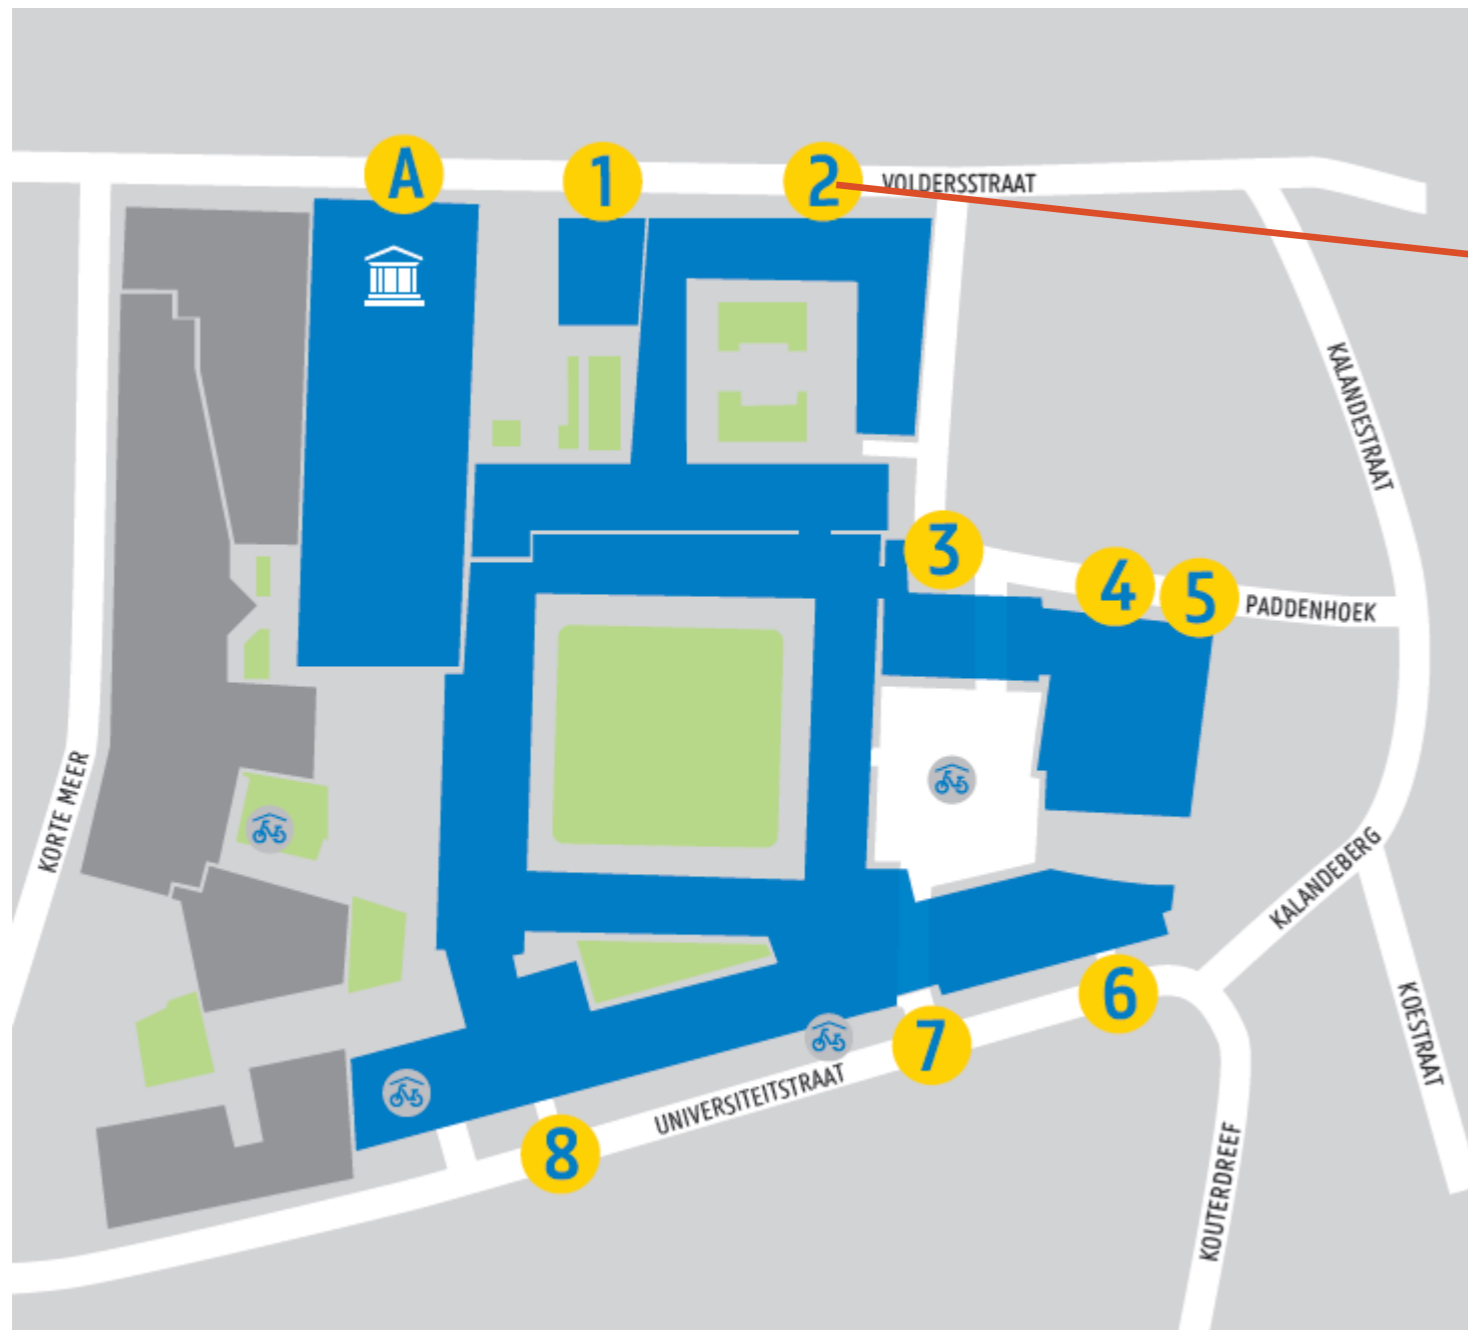 A
1
2
VOLDERSSTRAAT
KALANDESTRAAT
3
4
5
PADDENHOEK
KORTE MEER
KALANDEBERG
6
7
KOESTRAAT
UNIVERSITEITSTRAAT
8
KOUTERDREEF